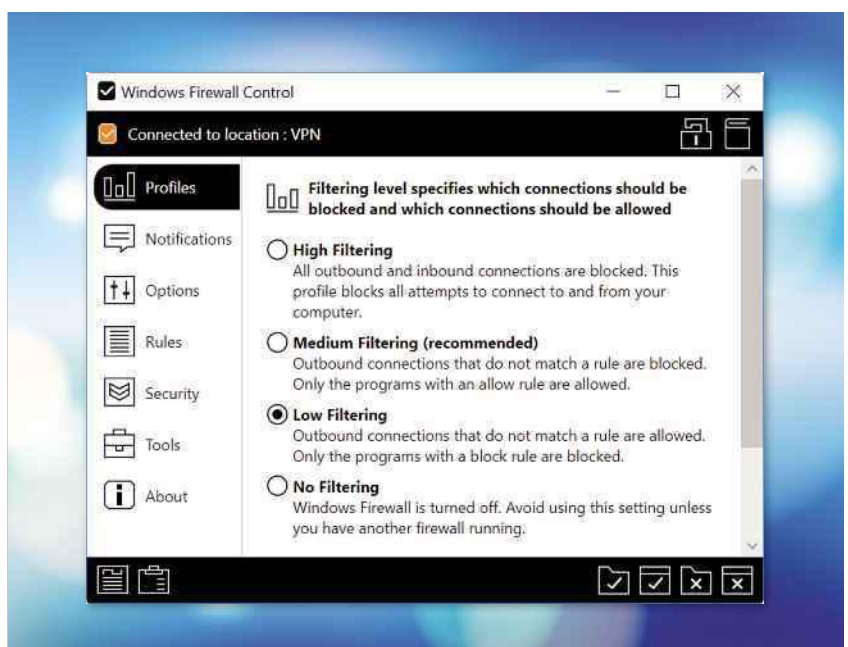 Windows Firewall Control
Connected to location : VPN
Profiles
Notifications
Options
Rules
Security
Tools
About
Filtering level specifies which connections should be
blocked and which connections should be allowed
High Filtering
All outbound and inbound connections are blocked. This
profile blocks all attempts to connect to and from your
computer.
Medium Filtering (recommended)
Outbound connections that do not match a rule are blocked.
Only the programs with an allow rule are allowed.
Low Filtering
Outbound connections that do not match a rule are allowed.
Only the programs with a block rule are blocked.
No Filtering
Windows Firewall is turned off. Avoid using this setting unless
you have another firewall running.